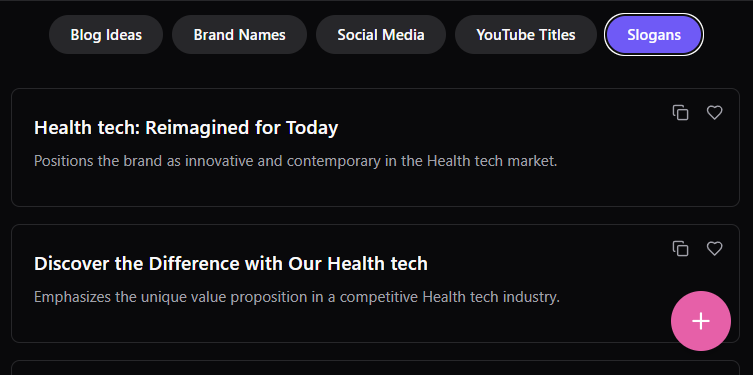 Blog Ideas
Brand Names
Social Media
YouTube Titles
Slogans
Health tech: Reimagined for Today
Positions the brand as innovative and contemporary in the Health tech market.
Discover the Difference with Our Health tech
Emphasizes the unique value proposition in a competitive Health tech industry.